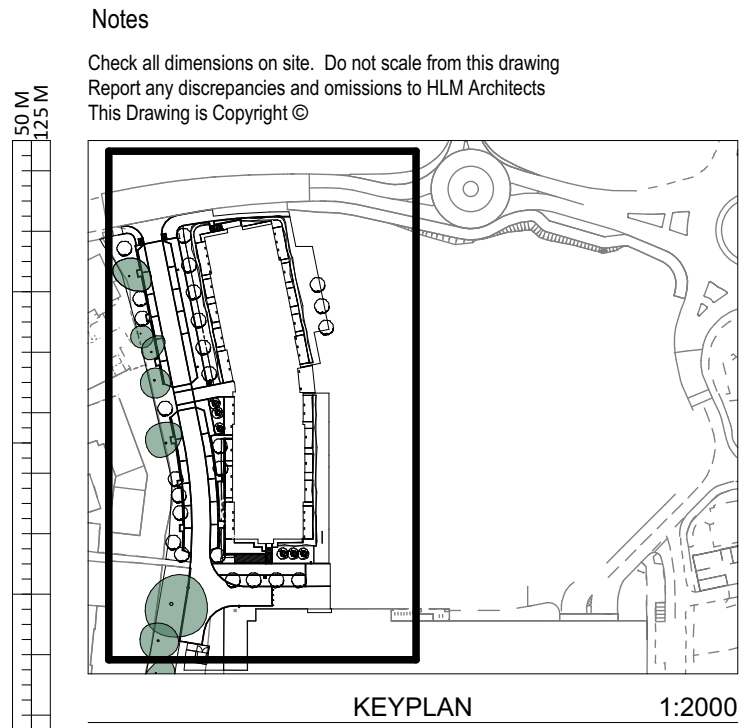 Notes
Check all dimensions on site.  Do not scale from this drawing
Report any discrepancies and omissions to HLM Architects
This Drawing is Copyright ©
50 M
125 M
KEYPLAN 1:2000